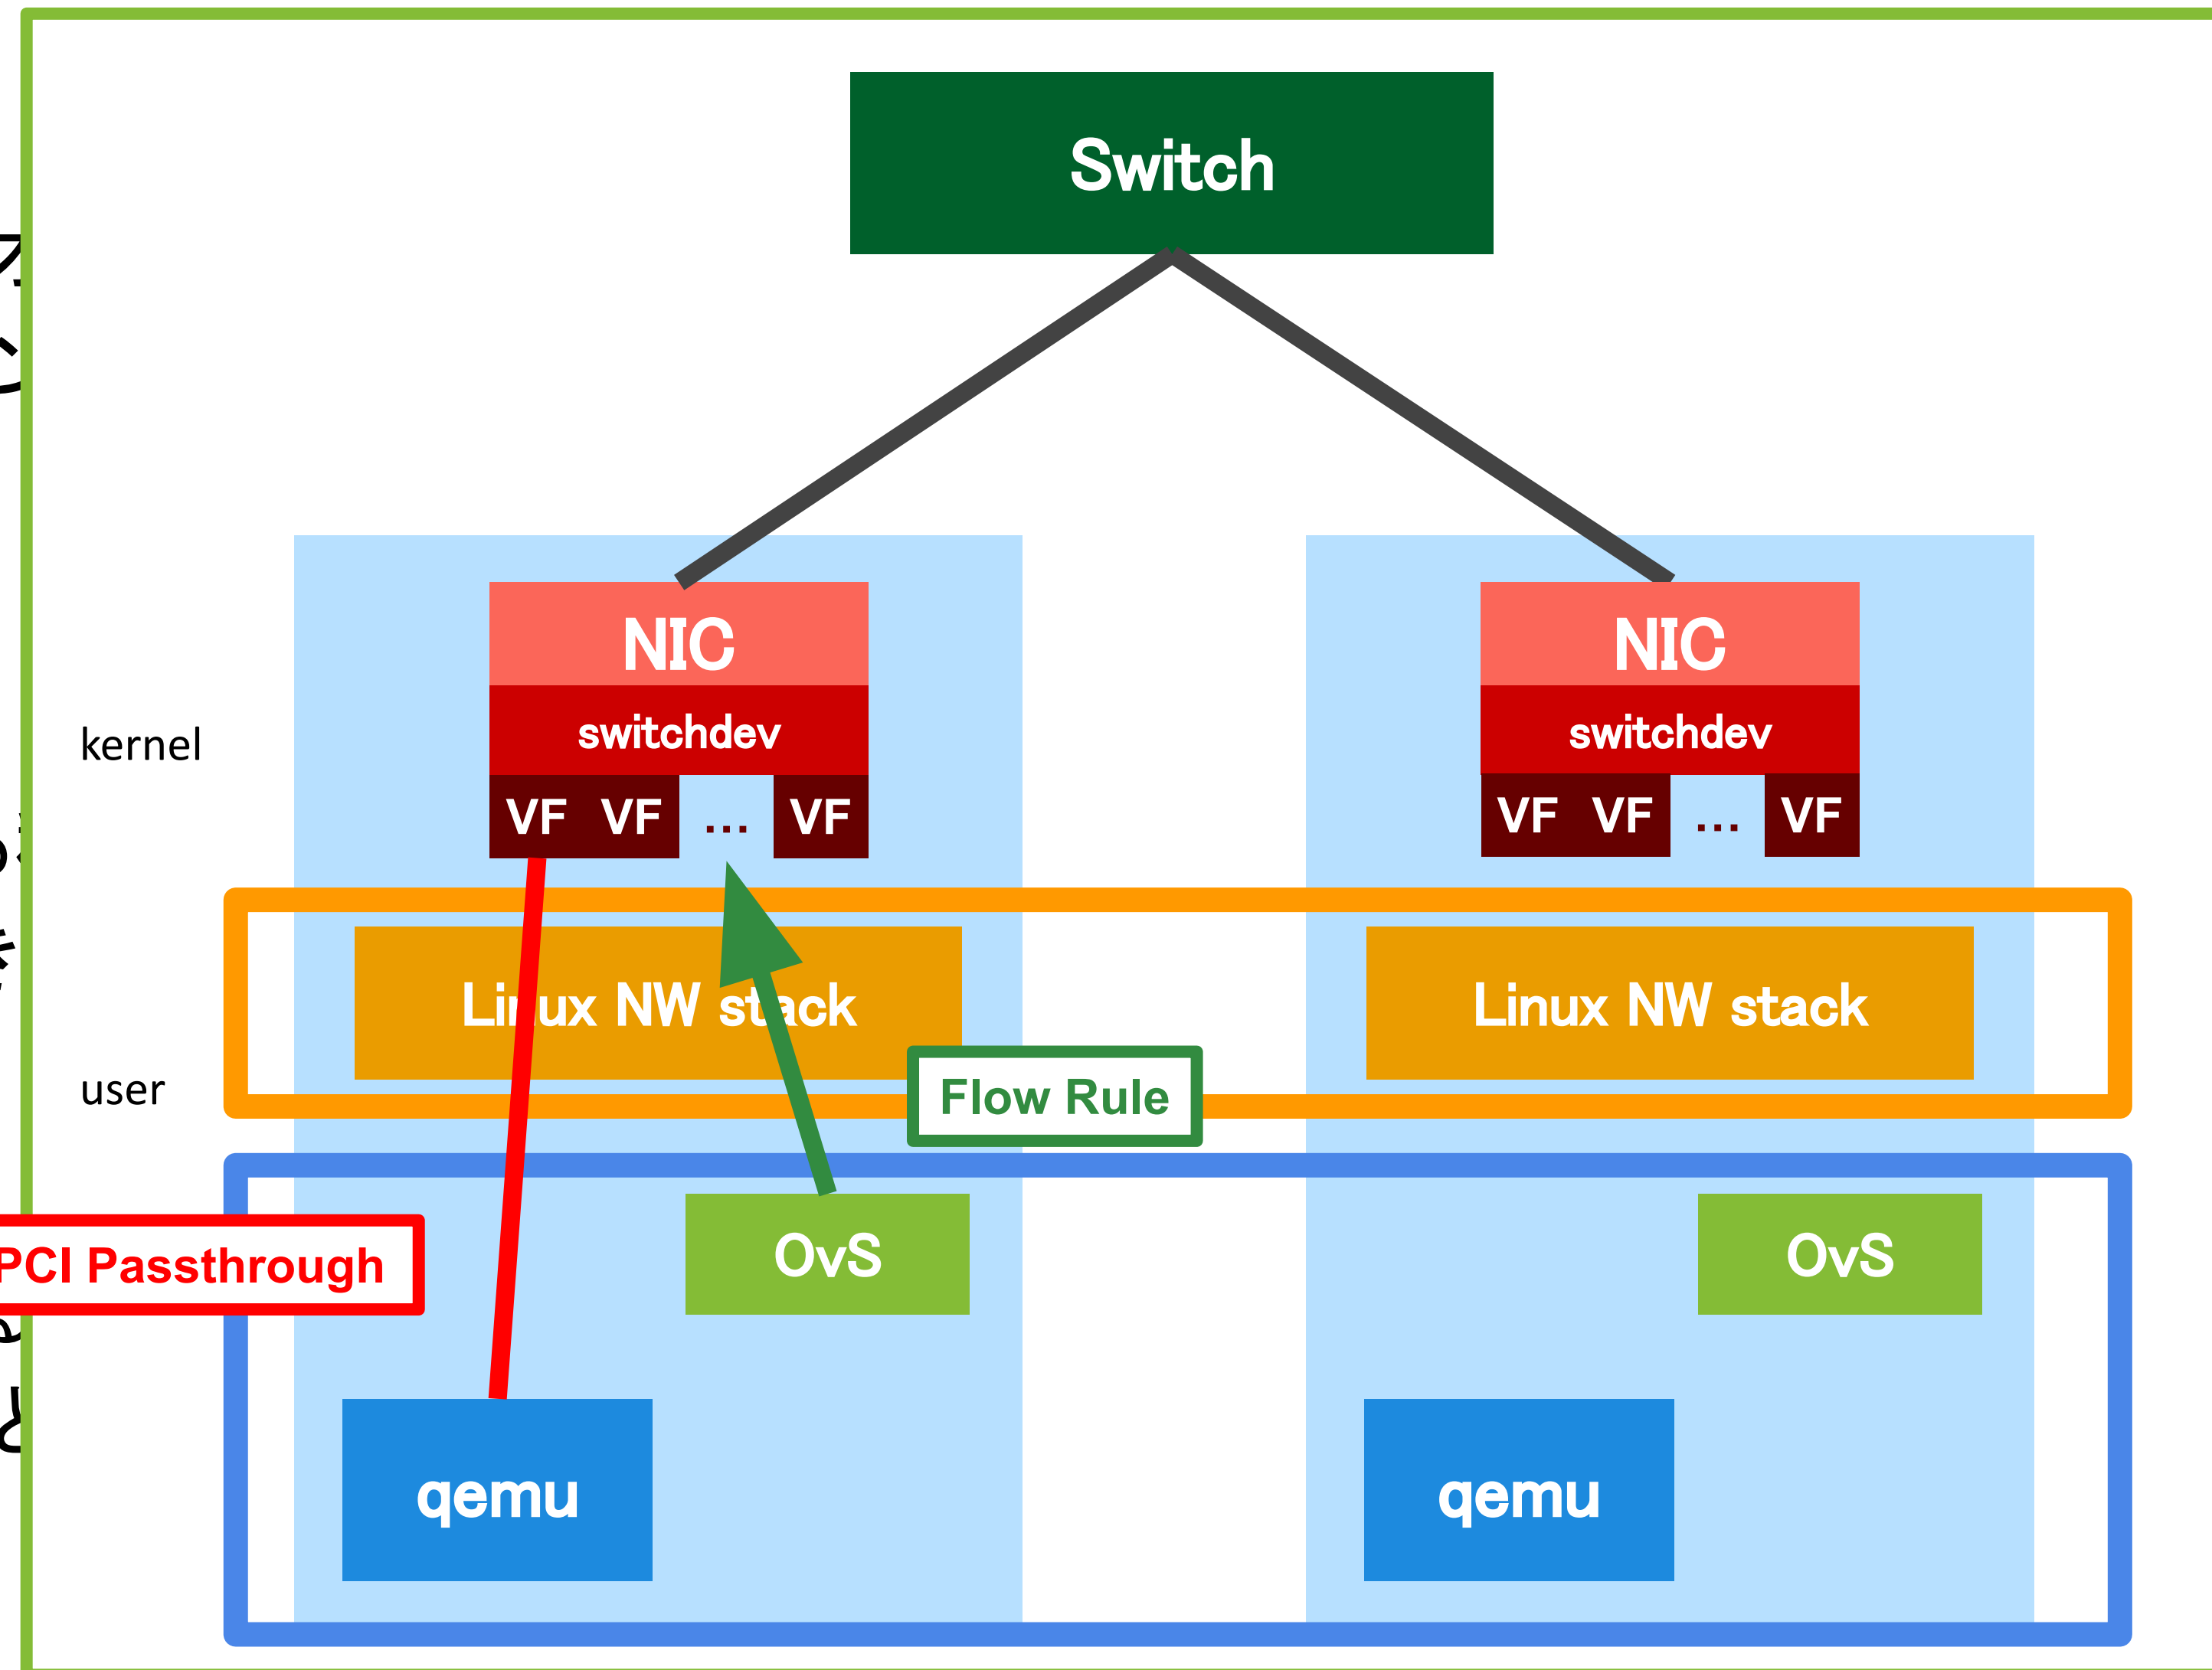 Switch
NIC
NIC
switchdev
switchdev
kernel
VF VF ... VF
VF VF ... VF
Linux NW stack
Linux NW stack
user
Flow Rule
PCI Passthrough
OvS
OvS
qemu
qemu